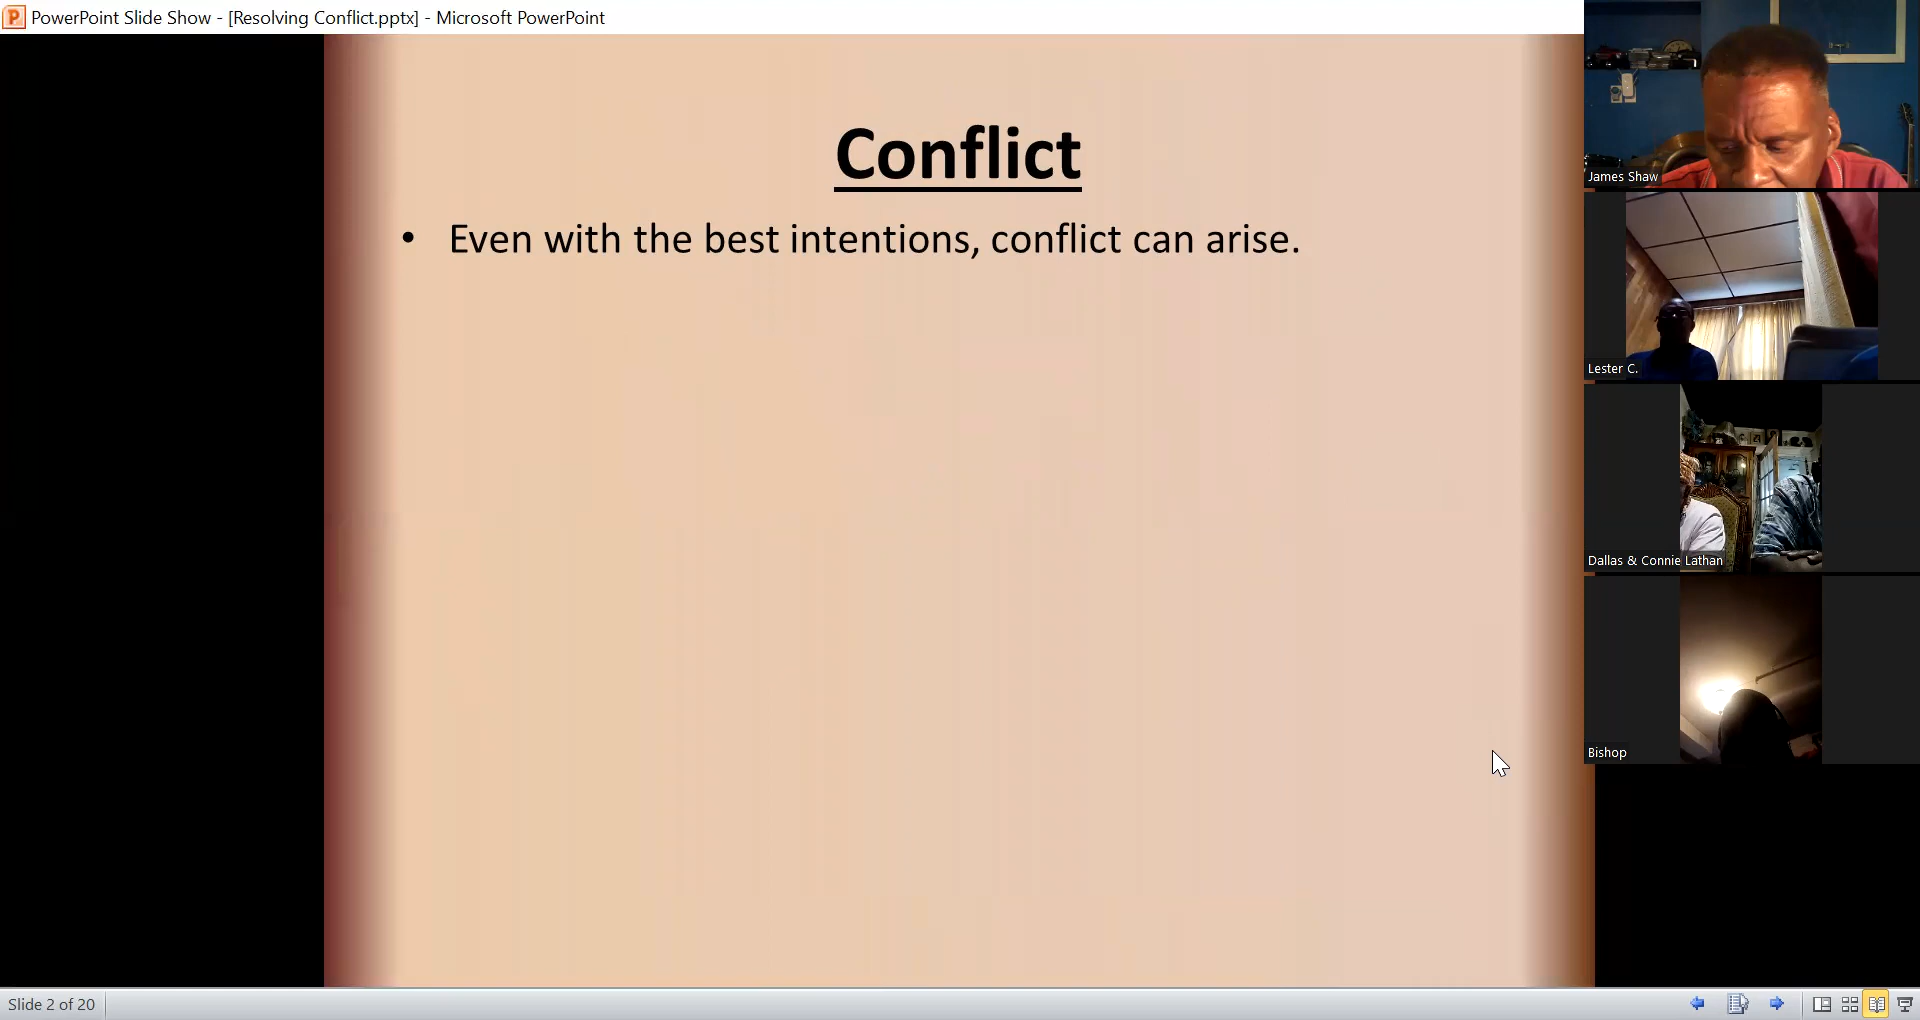 PowerPoint Slide Show - [Resolving Conflict.pptx] - Microsoft PowerPoint
Conflict
• Even with the best intentions, conflict can arise.
James Shaw
Lester C.
Dallas & Connie Lathan
Bishop
Slide 2 of 20